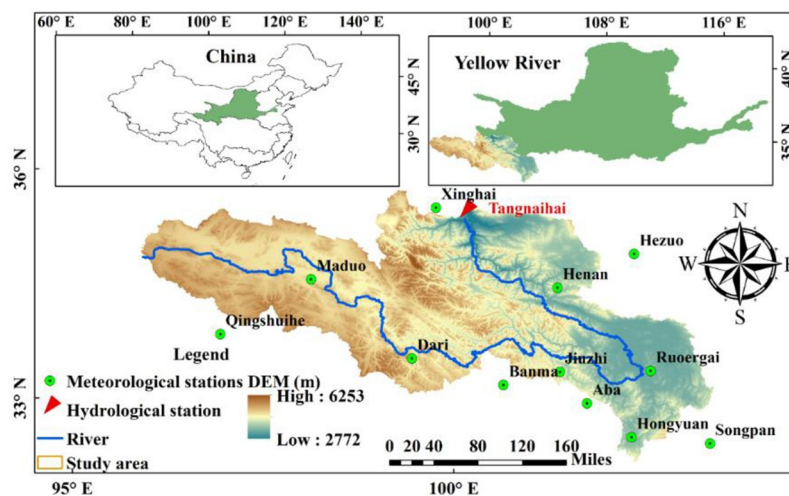 60° E 80° E 100° E 120° E 140° E
100° E 108° E 116° E
China
Yellow River
45° N
30° N
40° N
35° N
36° N
33° N
Xinghai
Tangnaihai
Hezuo
N
W E
S
Maduo
Henan
Qingshuihe
Dari
Banma
Jiuzhi
Ruoergai
Aba
Hongyuan
Songpan
Legend
Meteorological stations DEM (m)
Hydrological station
High : 6253
River
Low : 2772
Study area
0 20 40 80 120 160
Miles
95° E 100° E